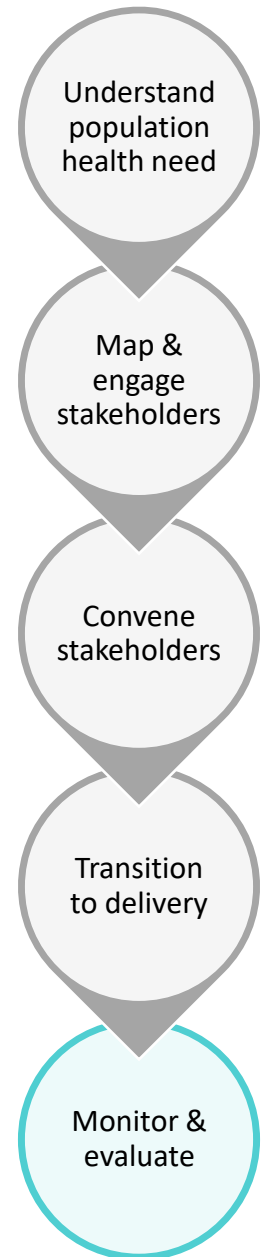 Understand
population
health need
Map &
engage
stakeholders
Convene
stakeholders
Transition
to delivery
Monitor &
evaluate